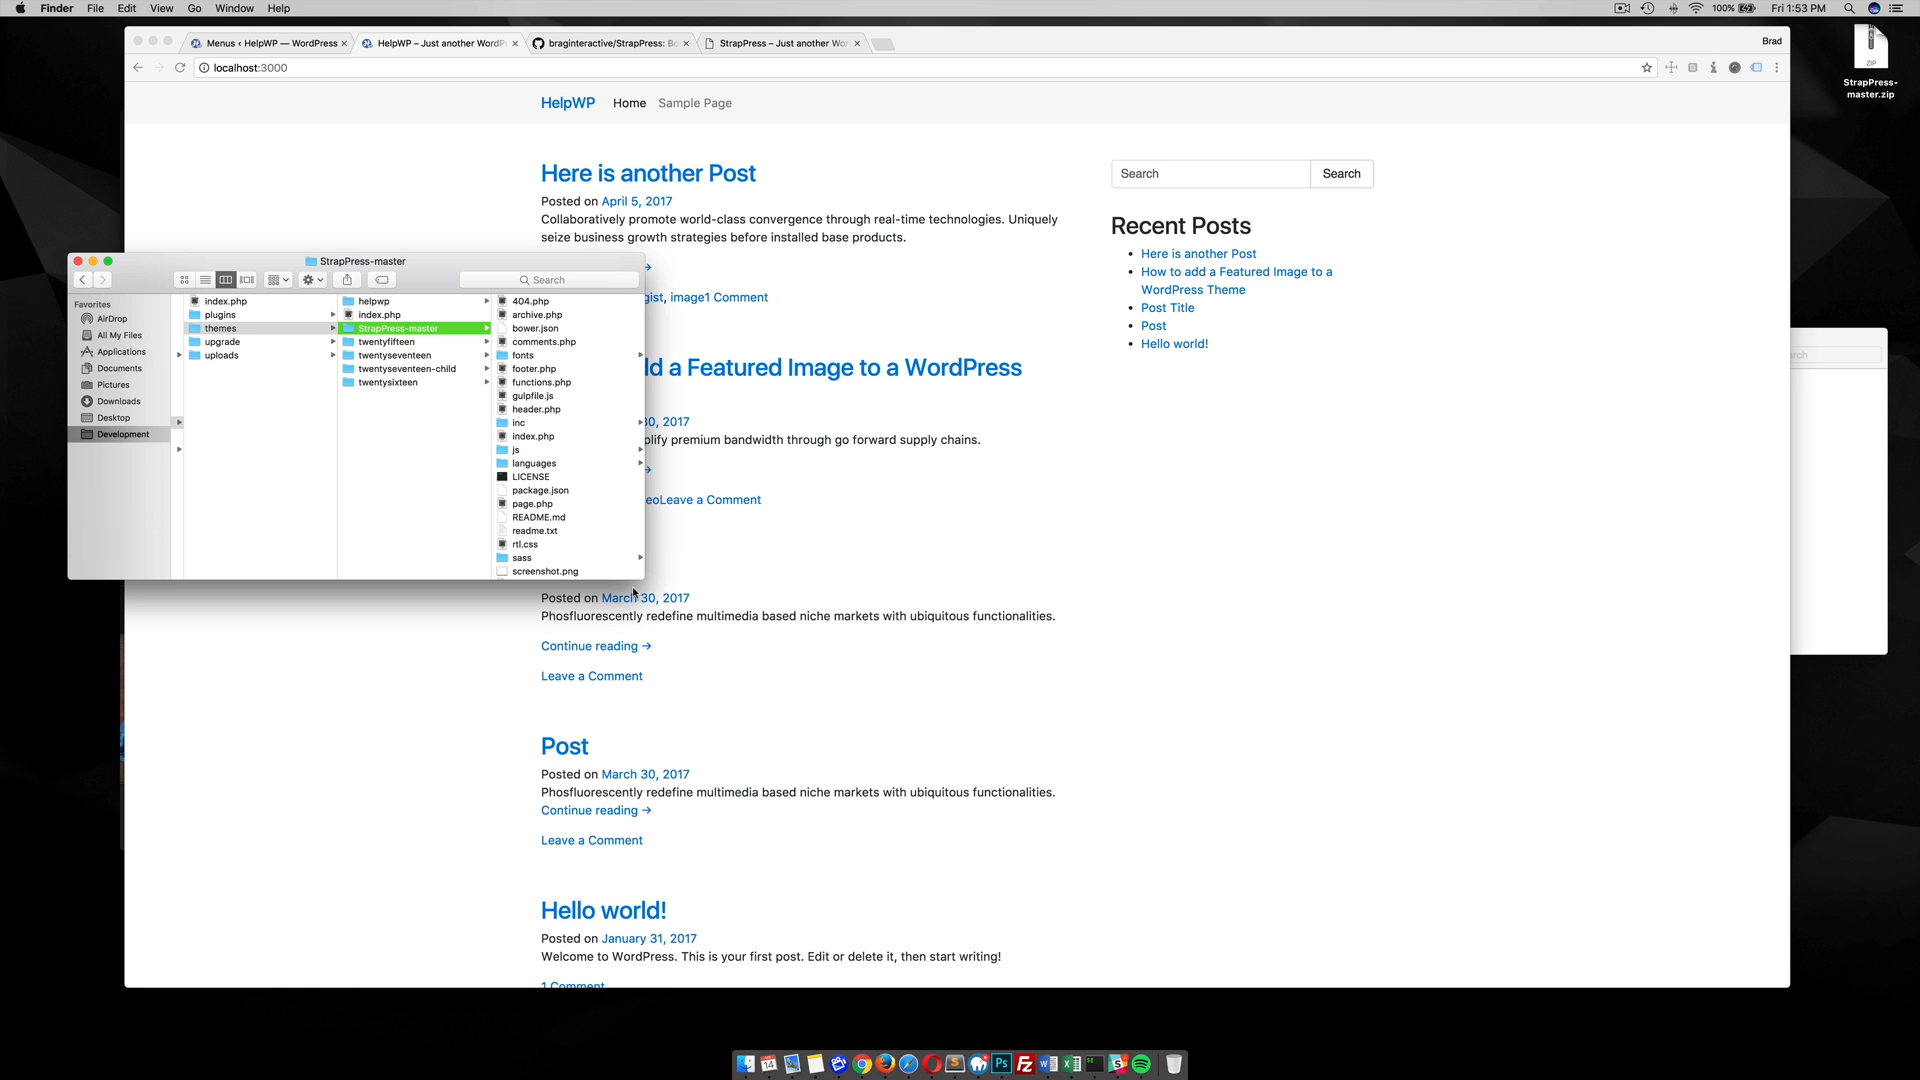 Finder File Edit View Go Window Help
100% Fri 1:53 PM
Menus ‹ HelpWP — WordPress
HelpWP – Just another WordP
braginteractive/StrapPress: Bo
StrapPress – Just another Wor
Brad
localhost:3000
ZIP
StrapPress-
master.zip
HelpWP Home Sample Page
Here is another Post
Posted on April 5, 2017
Collaboratively promote world-class convergence through real-time technologies. Uniquely
seize business growth strategies before installed base products.
→
gist, image1 Comment
d a Featured Image to a WordPress
30, 2017
plify premium bandwidth through go forward supply chains.
→
eoLeave a Comment
Posted on March 30, 2017
Phosfluorescently redefine multimedia based niche markets with ubiquitous functionalities.
Continue reading →
Leave a Comment
Post
Posted on March 30, 2017
Phosfluorescently redefine multimedia based niche markets with ubiquitous functionalities.
Continue reading →
Leave a Comment
Hello world!
Posted on January 31, 2017
Welcome to WordPress. This is your first post. Edit or delete it, then start writing!
1 Comment
Search Search
Recent Posts
Here is another Post
How to add a Featured Image to a
WordPress Theme
Post Title
Post
Hello world!
StrapPress-master
Search
Favorites
AirDrop
All My Files
Applications
Documents
Pictures
Downloads
Desktop
Development
index.php
plugins
themes
upgrade
uploads
helpwp
index.php
StrapPress-master
twentyfifteen
twentyseventeen
twentyseventeen-child
twentysixteen
404.php
archive.php
bower.json
comments.php
fonts
footer.php
functions.php
gulpfile.js
header.php
inc
index.php
js
languages
LICENSE
package.json
page.php
README.md
readme.txt
rtl.css
sass
screenshot.png
rch
14
Ps
Fz